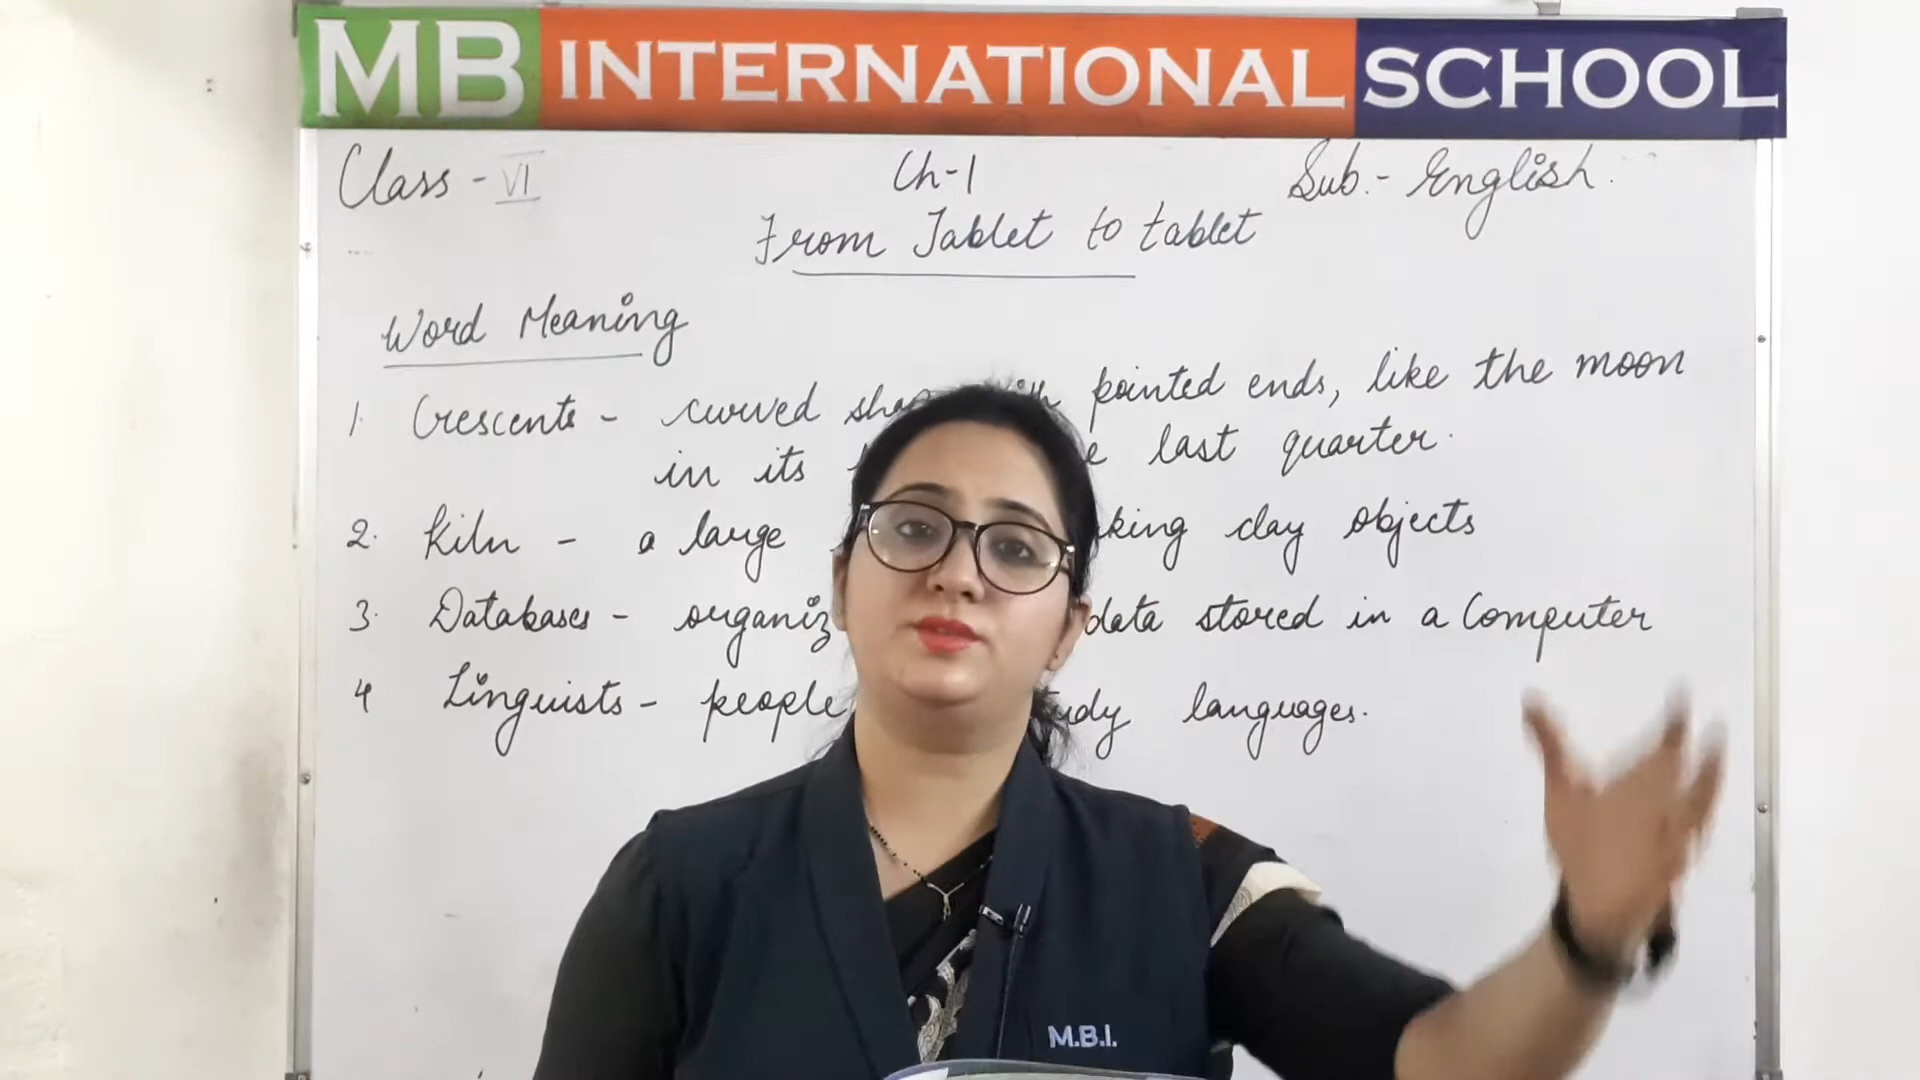 MB INTERNATIONAL SCHOOL
Class - VI Ch-1 Sub.- English.
From Tablet to tablet
Word Meaning
1. Crescents - curved with pointed ends, like the moon
in its last quarter.
2. Kiln - a large clay objects
3. Databases - data stored in a Computer
4 Linguists - people study languages.
M.B.I.